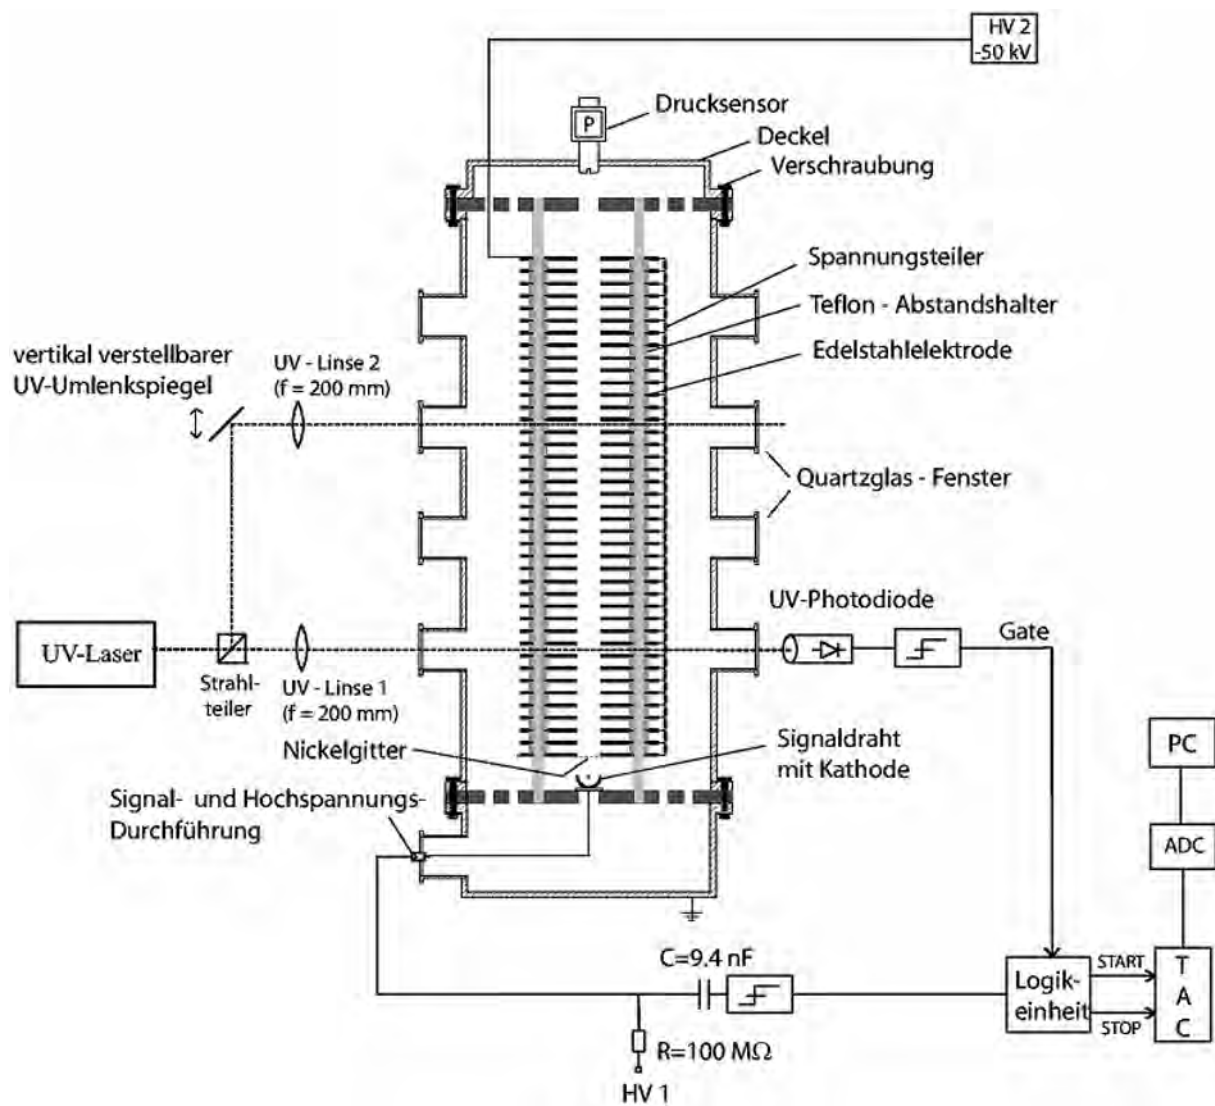 HV 2
-50 kV
Drucksensor
P
Deckel
Verschraubung
Spannungsteiler
Teflon - Abstandshalter
Edelstahlelektrode
vertikal verstellbarer
UV-Umlenkspiegel
UV - Linse 2
(f = 200 mm)
Quartzglas - Fenster
UV-Photodiode
Gate
UV-Laser
Strahl-
teiler
UV - Linse 1
(f = 200 mm)
Nickelgitter
Signaldraht
mit Kathode
Signal- und Hochspannungs-
Durchführung
PC
ADC
C=9.4 nF
Logik-
einheit
START
STOP
T
A
C
R=100 MΩ
HV 1